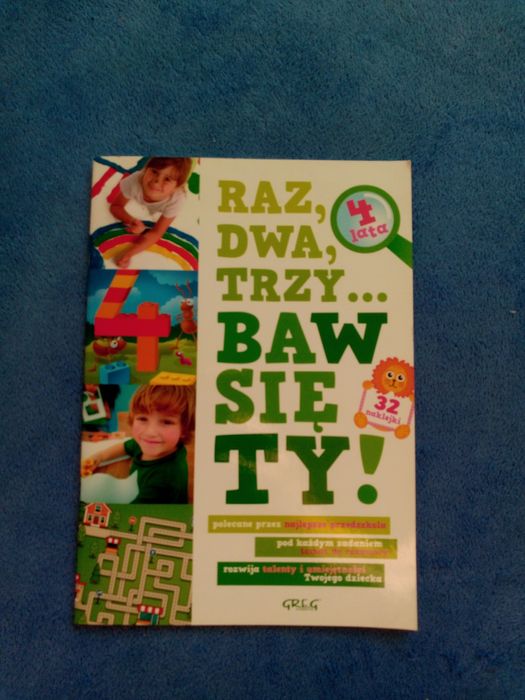 RAZ,
DWA,
TRZY...
BAW
SIĘ
TY!
4
lata
4
32
naklejki
polecane przez najlepsze przedszkola
pod każdym zadaniem
rozwija talenty i umiejętności
Twojego dziecka
GREG